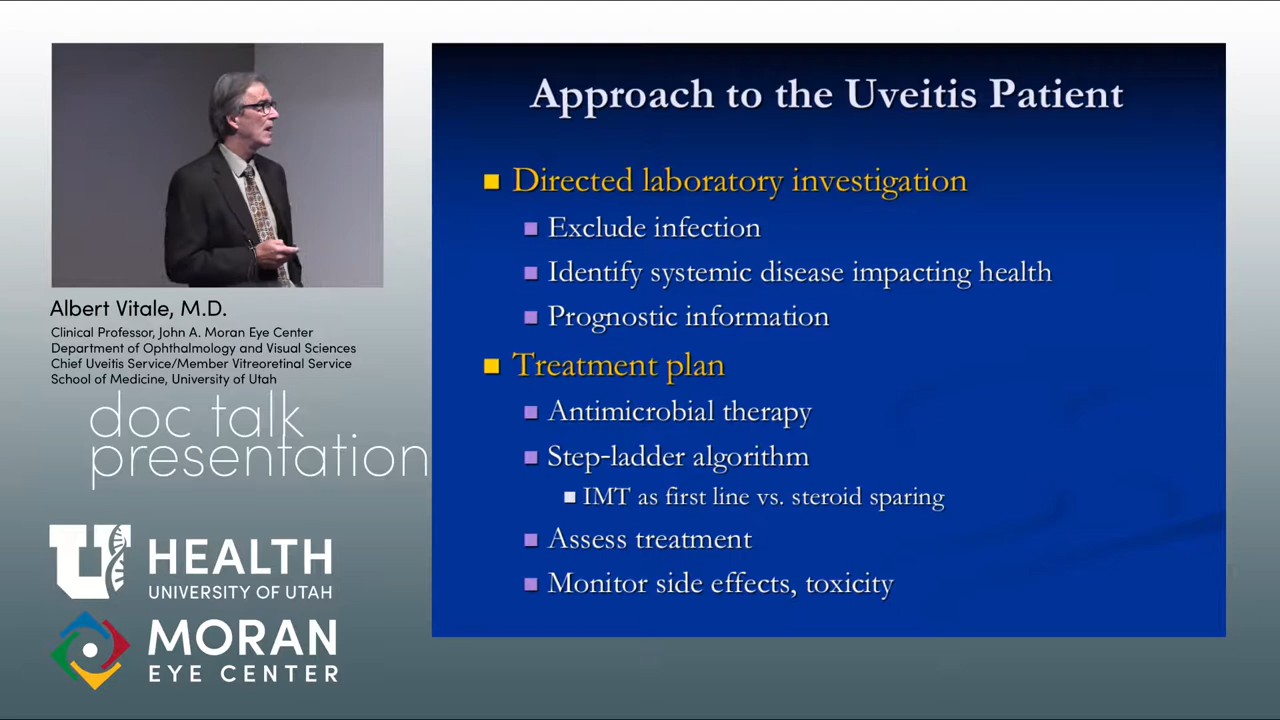 Approach to the Uveitis Patient
Directed laboratory investigation
Exclude infection
Identify systemic disease impacting health
Prognostic information
Treatment plan
Antimicrobial therapy
Step-ladder algorithm
IMT as first line vs. steroid sparing
Assess treatment
Monitor side effects, toxicity
Albert Vitale, M.D.
Clinical Professor, John A. Moran Eye Center
Department of Ophthalmology and Visual Sciences
Chief Uveitis Service/Member Vitreoretinal Service
School of Medicine, University of Utah
doc talk
presentation
U HEALTH
UNIVERSITY OF UTAH
MORAN
EYE CENTER